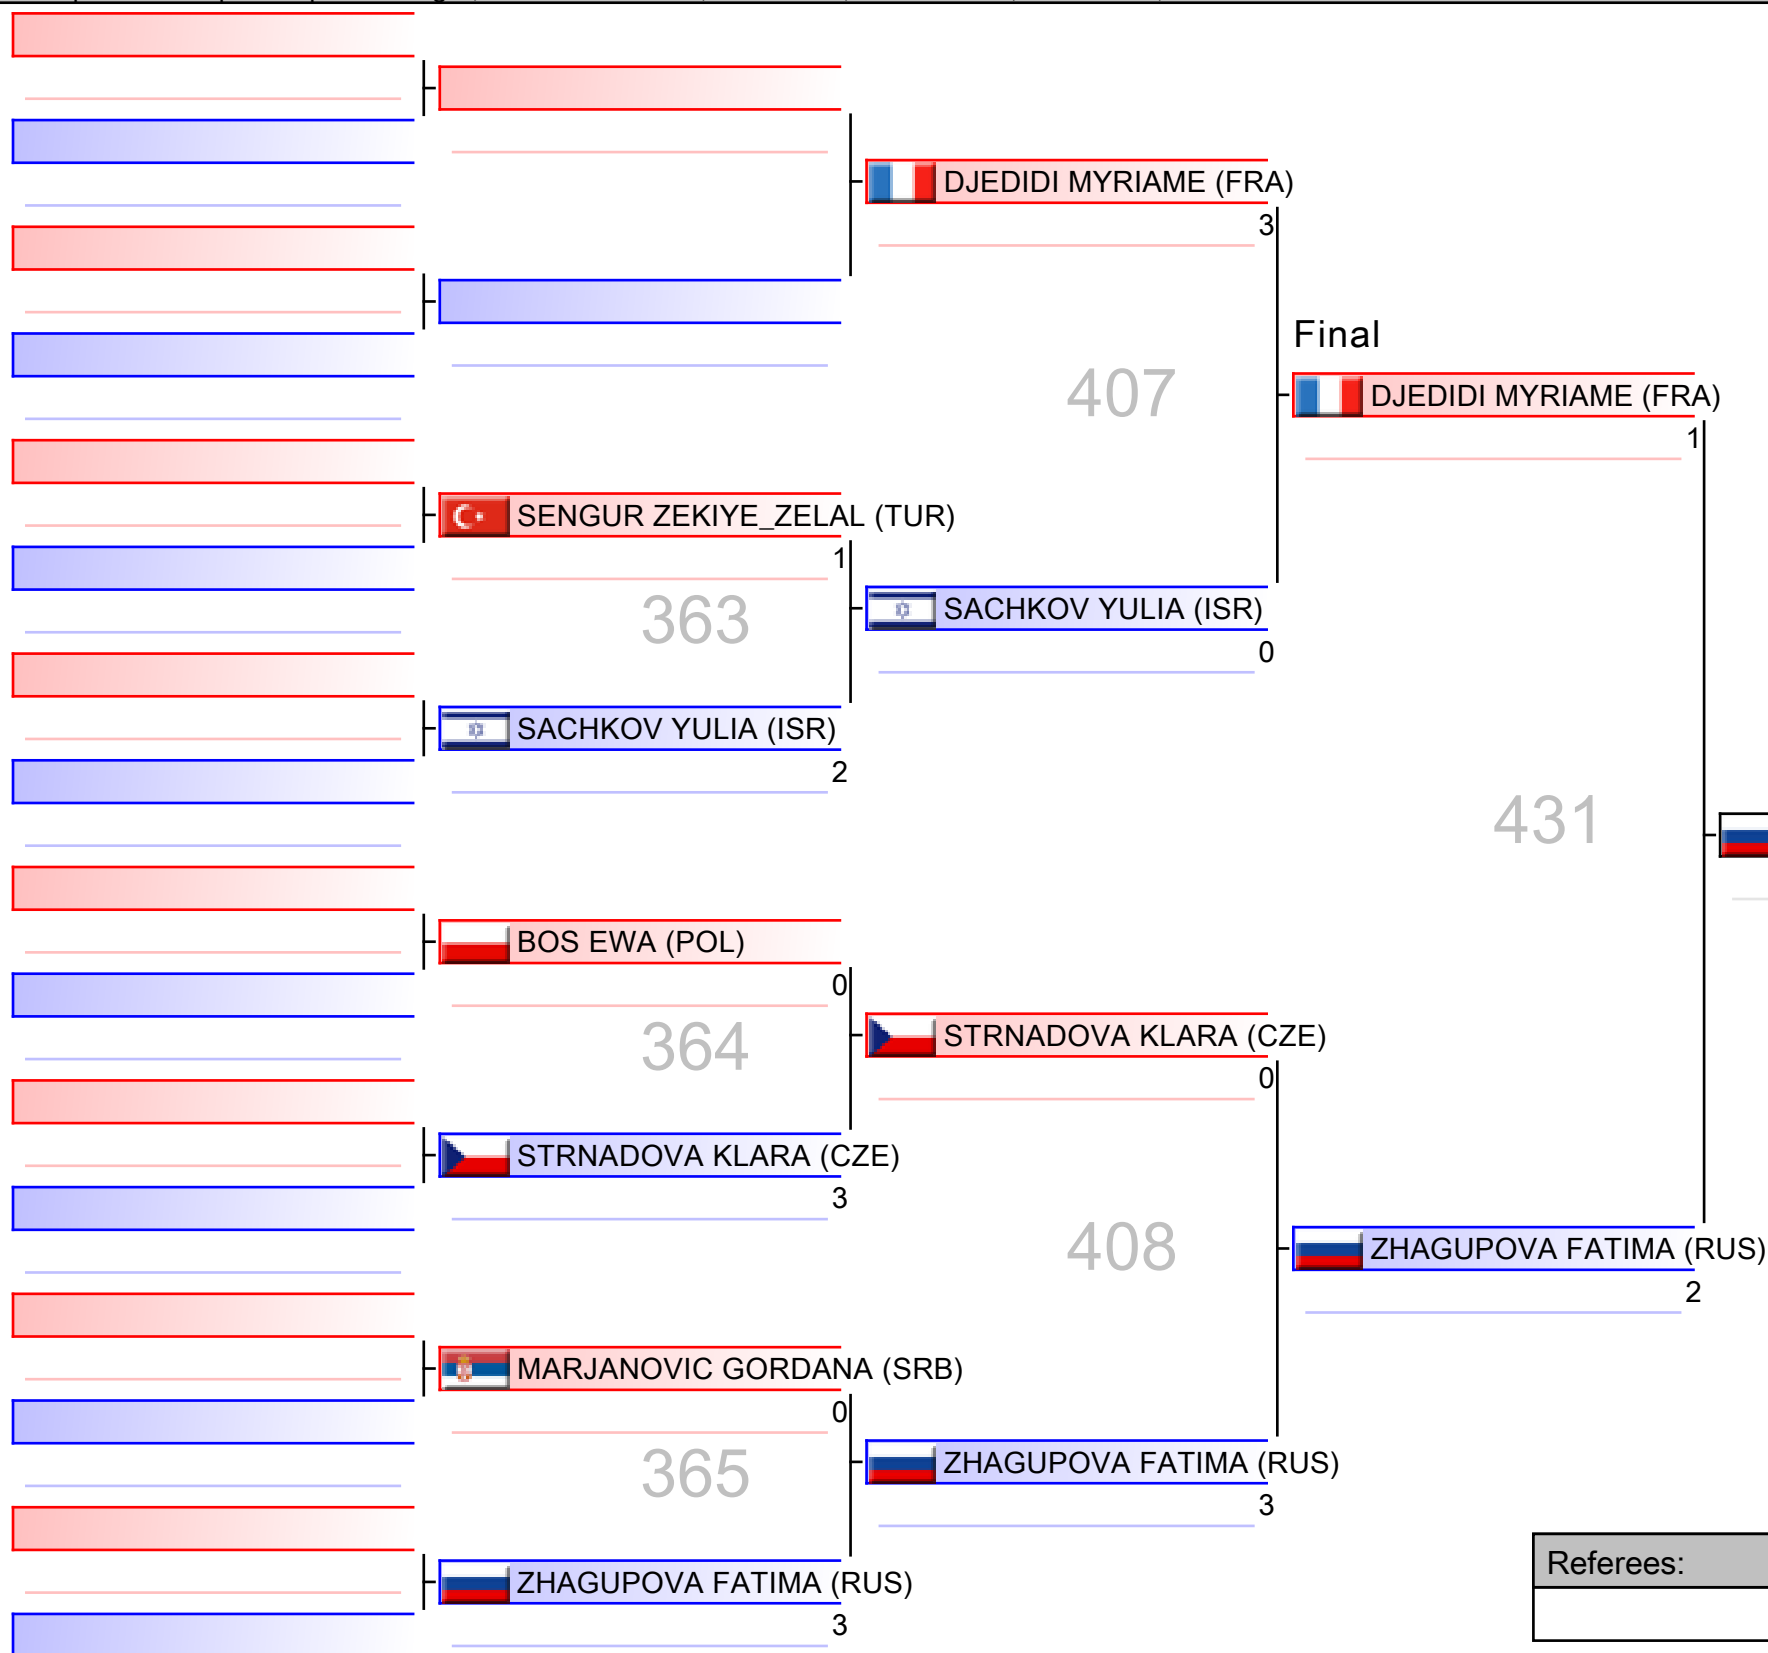 DJEDIDI MYRIAME (FRA)
3
Final
407
DJEDIDI MYRIAME (FRA)
1
SENGUR ZEKIYE_ZELAL (TUR)
1
363
SACHKOV YULIA (ISR)
0
SACHKOV YULIA (ISR)
2
431
BOS EWA (POL)
0
364
STRNADOVA KLARA (CZE)
0
STRNADOVA KLARA (CZE)
3
408
ZHAGUPOVA FATIMA (RUS)
2
MARJANOVIC GORDANA (SRB)
0
365
ZHAGUPOVA FATIMA (RUS)
3
Referees:
ZHAGUPOVA FATIMA (RUS)
3